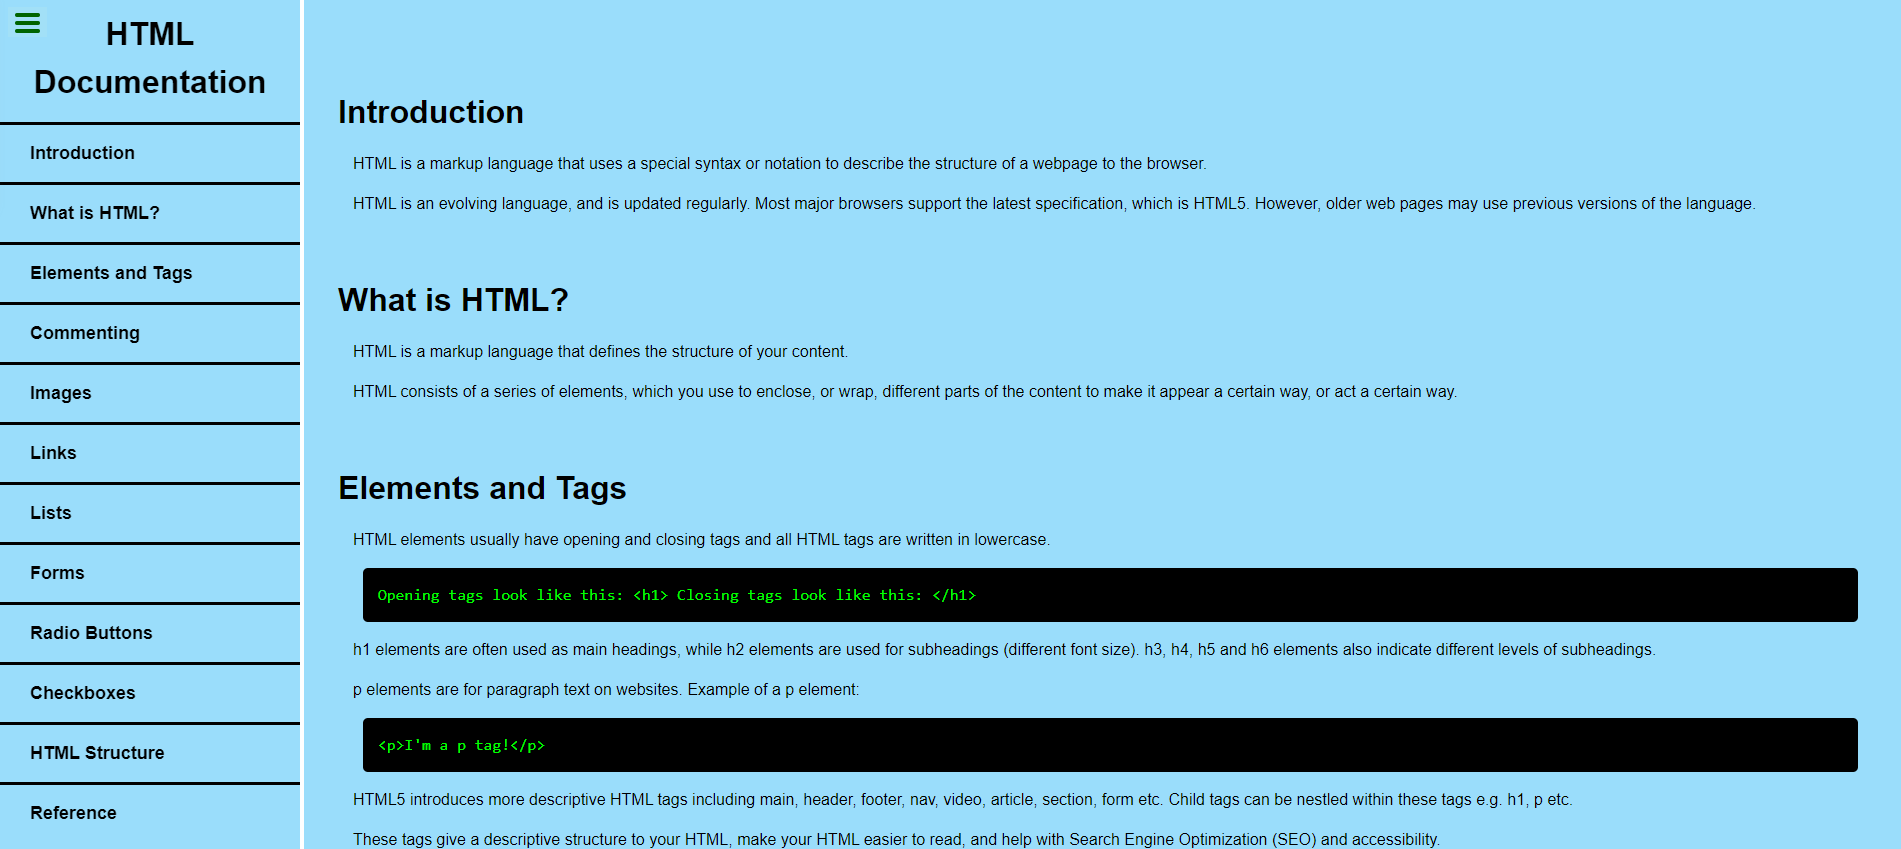 HTML
Documentation
Introduction
What is HTML?
Elements and Tags
Commenting
Images
Links
Lists
Forms
Radio Buttons
Checkboxes
HTML Structure
Reference
Introduction
HTML is a markup language that uses a special syntax or notation to describe the structure of a webpage to the browser.
HTML is an evolving language, and is updated regularly. Most major browsers support the latest specification, which is HTML5. However, older web pages may use previous versions of the language.
What is HTML?
HTML is a markup language that defines the structure of your content.
HTML consists of a series of elements, which you use to enclose, or wrap, different parts of the content to make it appear a certain way, or act a certain way.
Elements and Tags
HTML elements usually have opening and closing tags and all HTML tags are written in lowercase.
Opening tags look like this: <h1> Closing tags look like this: </h1>
h1 elements are often used as main headings, while h2 elements are used for subheadings (different font size). h3, h4, h5 and h6 elements also indicate different levels of subheadings.
p elements are for paragraph text on websites. Example of a p element:
<p>I'm a p tag!</p>
HTML5 introduces more descriptive HTML tags including main, header, footer, nav, video, article, section, form etc. Child tags can be nestled within these tags e.g. h1, p etc.
These tags give a descriptive structure to your HTML, make your HTML easier to read, and help with Search Engine Optimization (SEO) and accessibility.